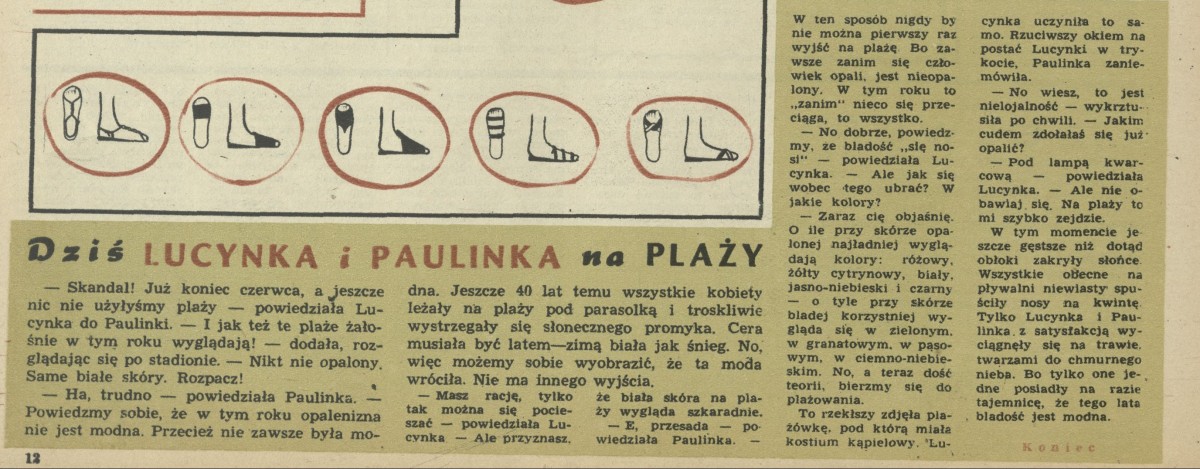 Dziś LUCYNKA i PAULINKA na PLAŻY
— Skandal! Już koniec czerwca, a jeszcze
nic nie użyłyśmy plaży — powiedziała Lu-
cynka do Paulinki. — I jak też te plaże żało-
śnie w tym roku wyglądają! — dodała, roz-
glądając się po stadionie. — Nikt nie opalony.
Same białe skóry. Rozpacz!
— Ha, trudno — powiedziała Paulinka. —
Powiedzmy sobie, że w tym roku opalenizna
nie jest modna. Przecież nie zawsze była mo-
dna. Jeszcze 40 lat temu wszystkie kobiety
leżały na plaży pod parasolką i troskliwie
wystrzegały się słonecznego promyka. Cera
musiała być latem—zimą biała jak śnieg. No,
więc możemy sobie wyobrazić, że ta moda
wróciła. Nie ma innego wyjścia.
— Masz rację, tylko
tak można się pocie-
szać — powiedziała Lu-
cynka — Ale przyznasz,
że biała skóra na pla-
ży wygląda szkaradnie.
— E, przesada — po-
wiedziała Paulinka. —
W ten sposób nigdy by
nie można pierwszy raz
wyjść na plażę. Bo za-
wsze zanim się czło-
wiek opali, jest nieopa-
lony. W tym roku to
„zanim" nieco się prze-
ciąga, to wszystko.
— No dobrze, powiedz-
my, że bladość „się no-
si" — powiedziała Lu-
cynka. — Ale jak się
wobec tego ubrać? W
jakie kolory?
— Zaraz cię objaśnię.
O ile przy skórze opa-
lonej najładniej wyglą-
dają kolory: różowy,
żółty cytrynowy, biały,
jasno-niebieski i czarny
— o tyle przy skórze
bladej korzystniej wy-
gląda się w zielonym,
w granatowym, w pąso-
wym, w ciemno-niebie-
skim. No, a teraz dość
teorii, bierzmy się do
plażowania.
To rzekłszy zdjęła pla-
żówkę, pod którą miała
kostium kąpielowy. Lu-
cynka uczyniła to sa-
mo. Rzuciwszy okiem na
postać Lucynki w try-
kocie, Paulinka zanie-
mówiła.
— No wiesz, to jest
nielojalność — wykrztu-
siła po chwili. — Jakim
cudem zdołałaś się już
opalić?
— Pod lampą kwar-
cową — powiedziała
Lucynka. — Ale nie o-
bawiaj się. Na plaży to
mi szybko zejdzie.
W tym momencie je-
szcze gęstsze niż dotąd
obłoki zakryły słońce.
Wszystkie obecne na
pływalni niewiasty spu-
ściły nosy na kwintę.
Tylko Lucynka i Pau-
linka z satysfakcją wy-
ciągnęły się na trawie,
twarzami do chmurnego
nieba. Bo tylko one je-
dne posiadły na razie
tajemnicę, że tego lata
bladość jest modna.
Koniec
12